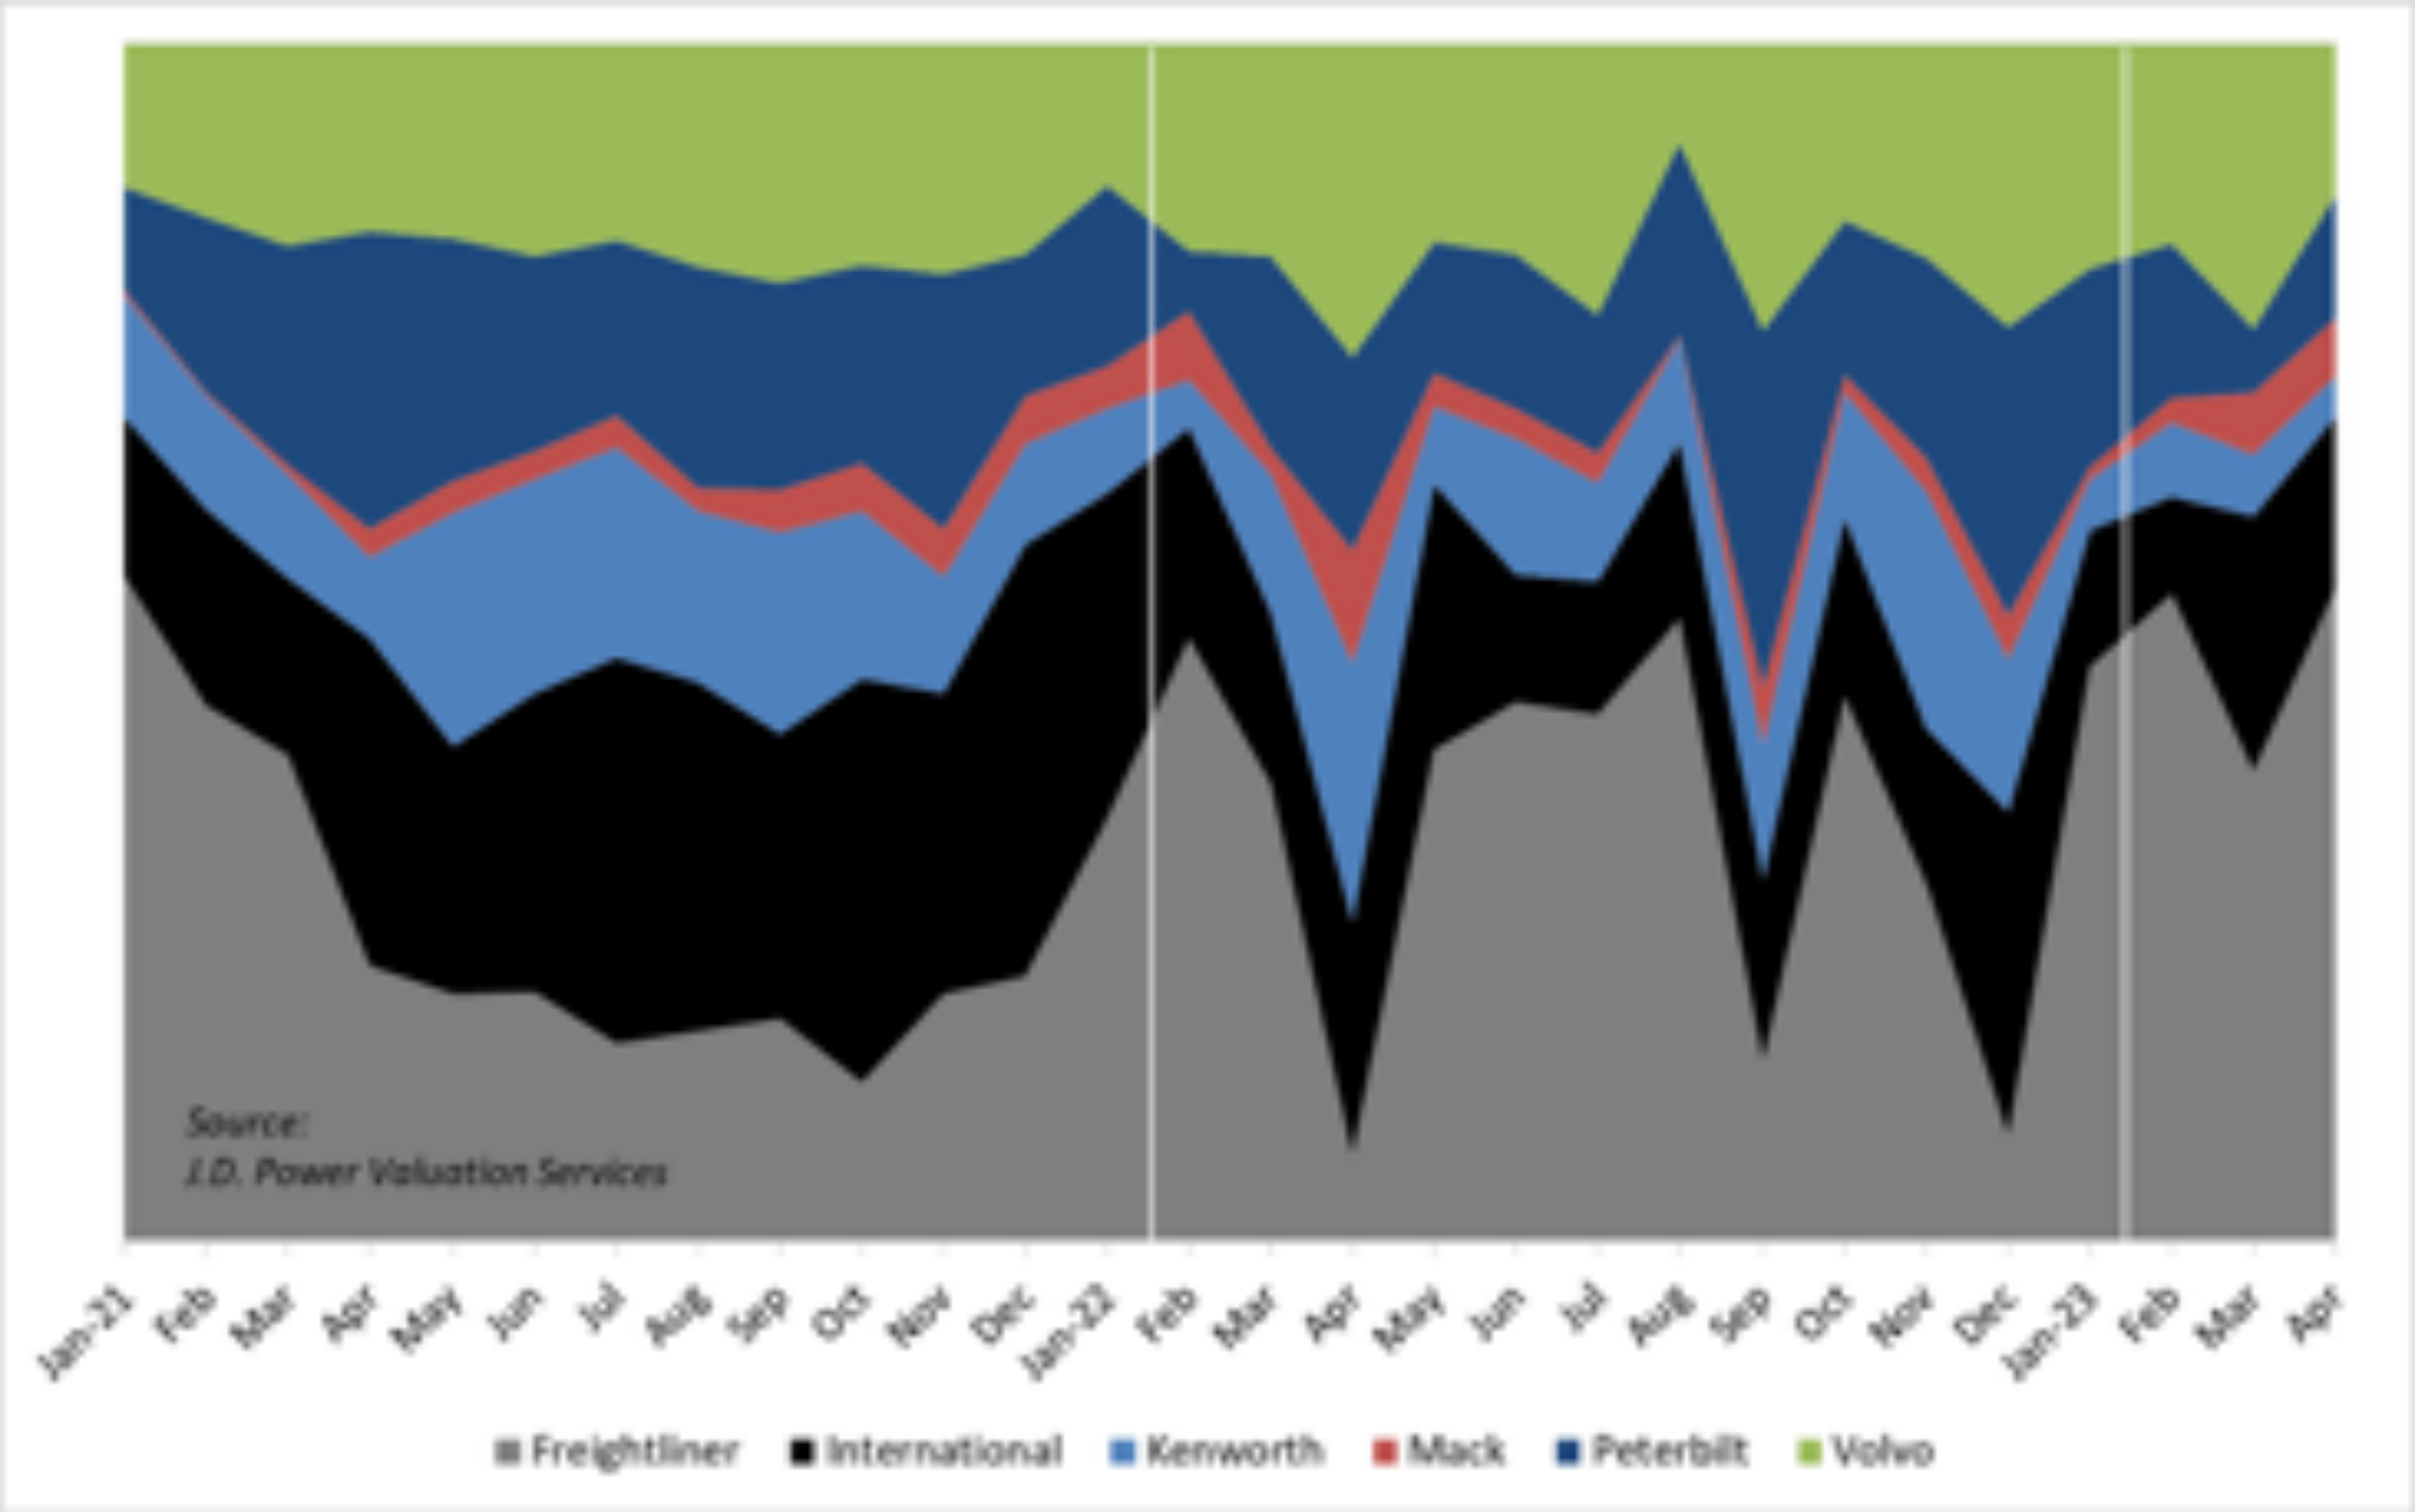 Source:
J.D. Power Valuation Services
Jan-21 Feb Mar Apr May Jun Jul Aug Sep Oct Nov Dec Jan-22 Feb Mar Apr May Jun Jul Aug Sep Oct Nov Dec Jan-23 Feb Mar Apr
Freightliner International Kenworth Mack Peterbilt Volvo